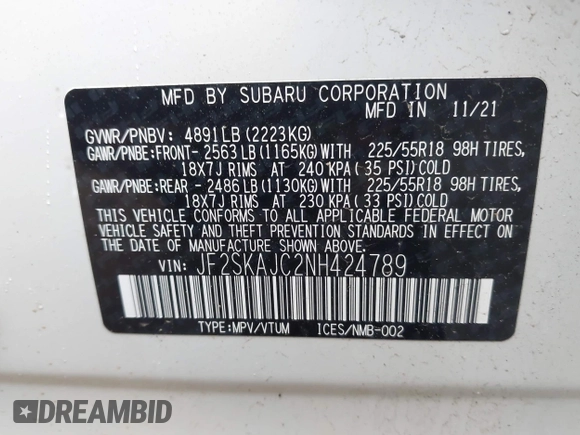 MFD BY SUBARU CORPORATION
MFD IN 11/21
GVWR/PNBV: 4891LB(2223KG)
GAWR/PNBE:FRONT- 2563LB(1165KG)WITH 225/55R18 98H TIRES,
18X7J RIMS AT 240KPA(35 PSI)COLD
GAWR/PNBE:REAR - 2486LB(1130KG)WITH 225/55R18 98H TIRES,
18X7J RIMS AT 230KPA(33 PSI)COLD
THIS VEHICLE CONFORMS TO ALL APPLICABLE FEDERAL MOTOR
VEHICLE SAFETY AND THEFT PREVENTION STANDARDS IN EFFECT ON
THE DATE OF MANUFACTURE SHOWN ABOVE.
VIN: JF2SKAJC2NH424789
TYPE:MPV/VTUM ICES/NMB-002
DREAMBID